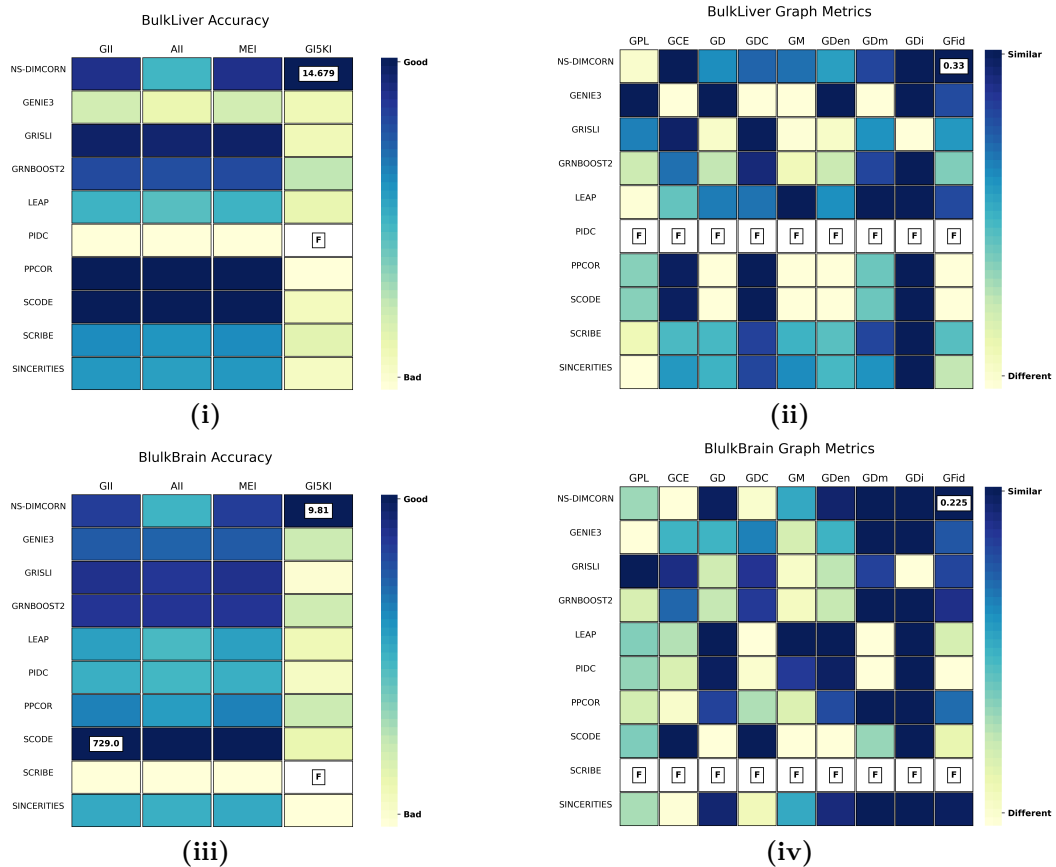 BulkLiver Accuracy
GII AII MEI GI5KI
NS-DIMCORN 14.679
GENIE3
GRISLI
GRNBOOST2
LEAP
PIDC F
PPCOR
SCODE
SCRIBE
SINCERITIES
Good
Bad
(i)
BulkLiver Graph Metrics
GPL GCE GD GDC GM GDen GDm GDi GFid
NS-DIMCORN 0.33
GENIE3
GRISLI
GRNBOOST2
LEAP
PIDC F F F F F F F F F
PPCOR
SCODE
SCRIBE
SINCERITIES
Similar
Different
(ii)
BlulkBrain Accuracy
GII AII MEI GI5KI
NS-DIMCORN 9.81
GENIE3
GRISLI
GRNBOOST2
LEAP
PIDC
PPCOR
SCODE 729.0
SCRIBE F
SINCERITIES
Good
Bad
(iii)
BlulkBrain Graph Metrics
GPL GCE GD GDC GM GDen GDm GDi GFid
NS-DIMCORN 0.225
GENIE3
GRISLI
GRNBOOST2
LEAP
PIDC
PPCOR
SCODE
SCRIBE F F F F F F F F F
SINCERITIES
Similar
Different
(iv)